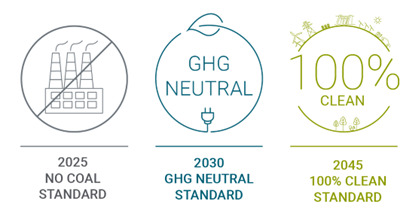 GHG
NEUTRAL
100%
CLEAN
2025
NO COAL
STANDARD
2030
GHG NEUTRAL
STANDARD
2045
100% CLEAN
STANDARD